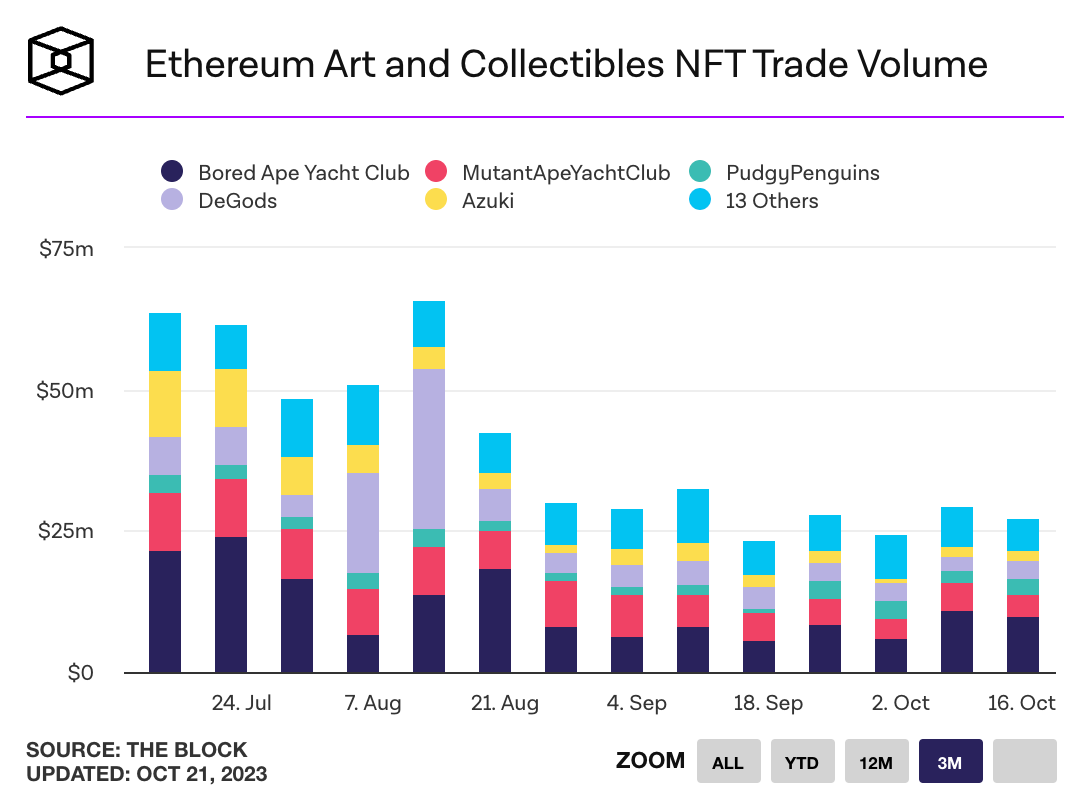 Ethereum Art and Collectibles NFT Trade Volume
Bored Ape Yacht Club MutantApeYachtClub PudgyPenguins
DeGods Azuki 13 Others
$75m
$50m
$25m
$0
24. Jul 7. Aug 21. Aug 4. Sep 18. Sep 2. Oct 16. Oct
SOURCE: THE BLOCK
UPDATED: OCT 21, 2023
ZOOM ALL YTD 12M 3M